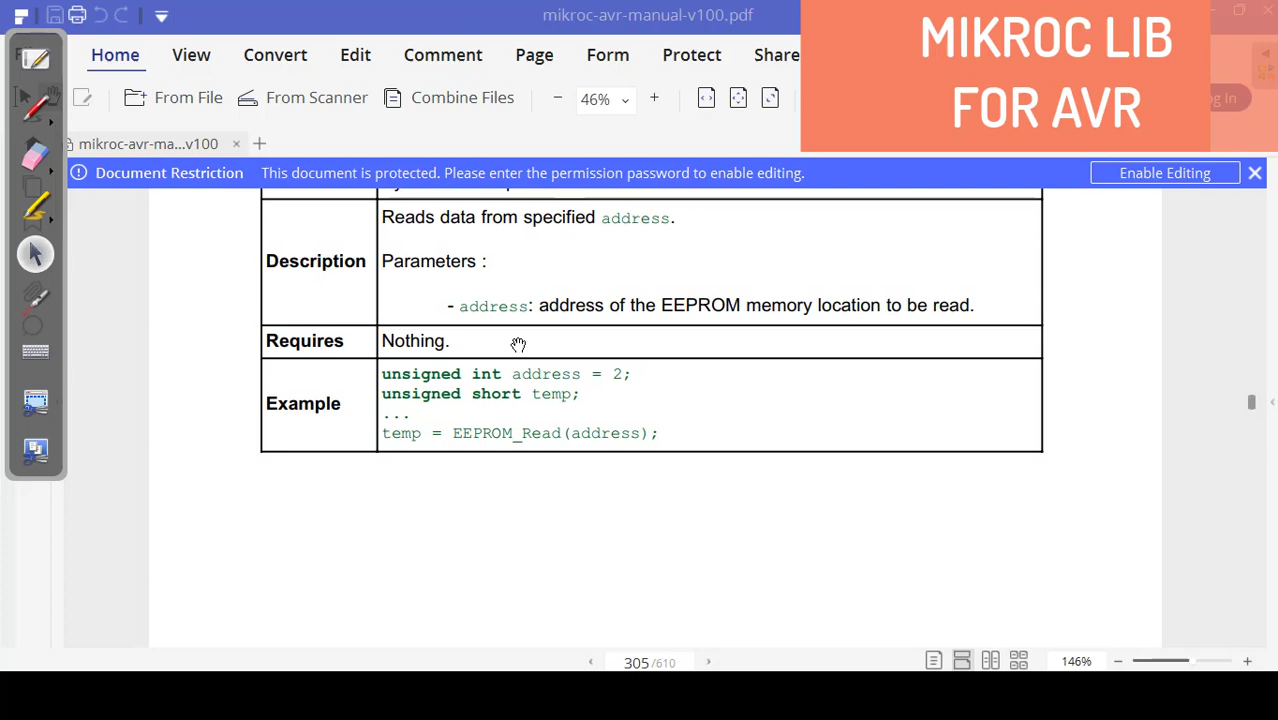 mikroc-avr-manual-v100.pdf
MIKROC LIB
FOR AVR
Home View Convert Edit Comment Page Form Protect Share
From File From Scanner Combine Files 46%
mikroc-avr-ma...v100
Document Restriction This document is protected. Please enter the permission password to enable editing. Enable Editing
Reads data from specified address.
Description Parameters :
- address: address of the EEPROM memory location to be read.
Requires Nothing.
Example
unsigned int address = 2;
unsigned short temp;
...
temp = EEPROM_Read(address);
305/610 146%